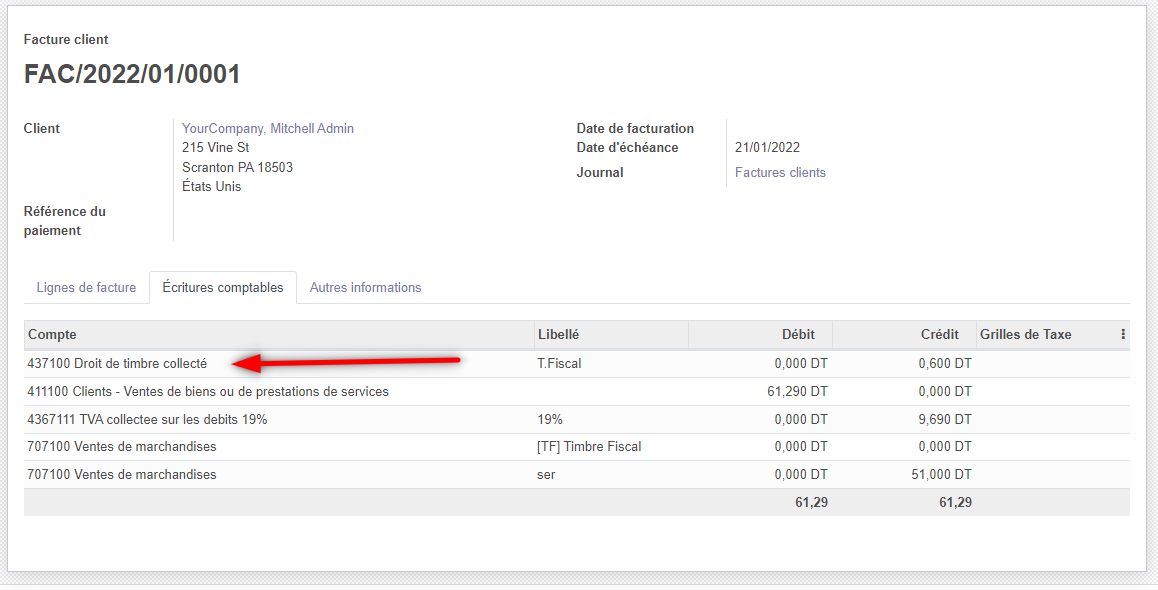 Facture client
FAC/2022/01/0001
Client
YourCompany, Mitchell Admin
215 Vine St
Scranton PA 18503
États Unis
Référence du
paiement
Date de facturation
Date d'échéance 21/01/2022
Journal Factures clients
Lignes de facture Écritures comptables Autres informations
Compte Libellé Débit Crédit Grilles de Taxe
437100 Droit de timbre collecté T.Fiscal 0,000 DT 0,600 DT
411100 Clients - Ventes de biens ou de prestations de services 61,290 DT 0,000 DT
4367111 TVA collectee sur les debits 19% 19% 0,000 DT 9,690 DT
707100 Ventes de marchandises [TF] Timbre Fiscal 0,000 DT 0,000 DT
707100 Ventes de marchandises ser 0,000 DT 51,000 DT
61,29 61,29